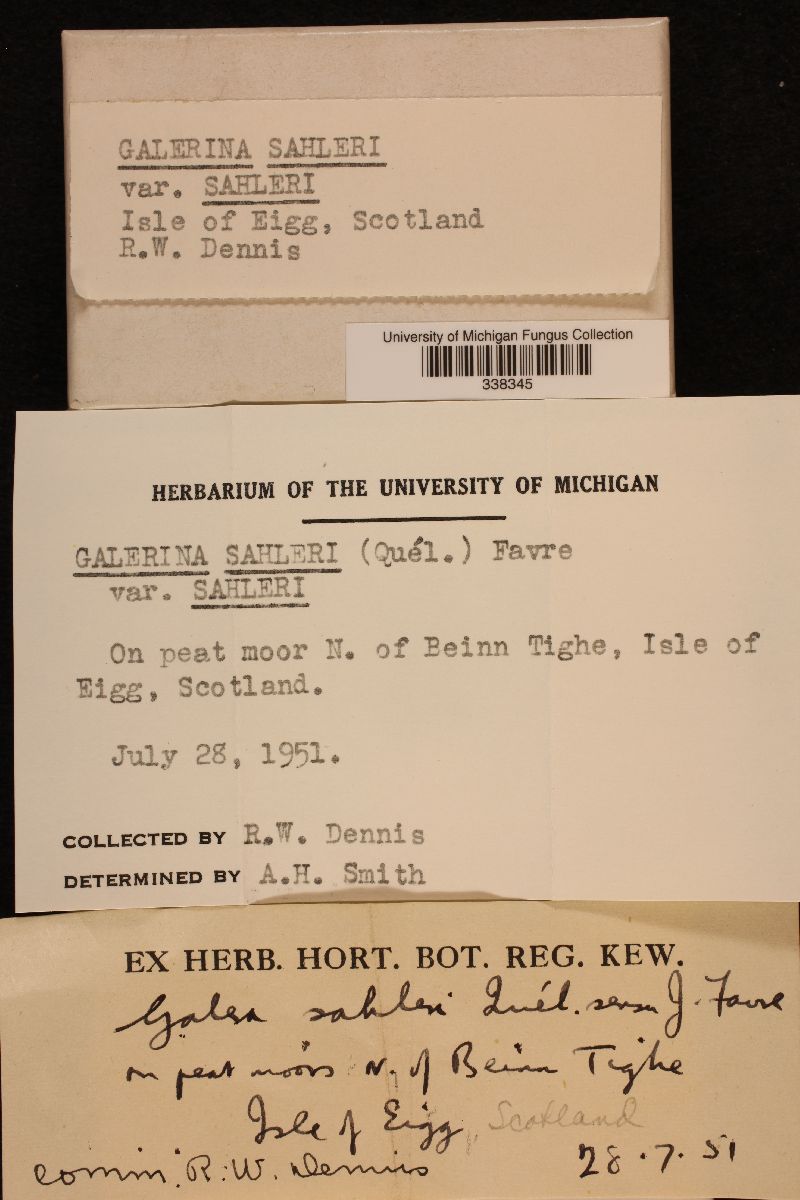 GALERINA SAHLERI
var. SAHLERI
Isle of Eigg, Scotland
R.W. Dennis
University of Michigan Fungus Collection
338345
HERBARIUM OF THE UNIVERSITY OF MICHIGAN
GALERINA SAHLERI (Quél.) Favre
var. SAHLERI
On peat moor N. of Beinn Tighe, Isle of
Eigg, Scotland.
July 28, 1951.
COLLECTED BY R.W. Dennis
DETERMINED BY A.H. Smith
EX HERB. HORT. BOT. REG. KEW.
Galera sahleri Quél. sensu J. Favre
on peat moors N. of Beinn Tighe
Isle of Eigg, Scotland
comm. R.W. Dennis 28.7.51